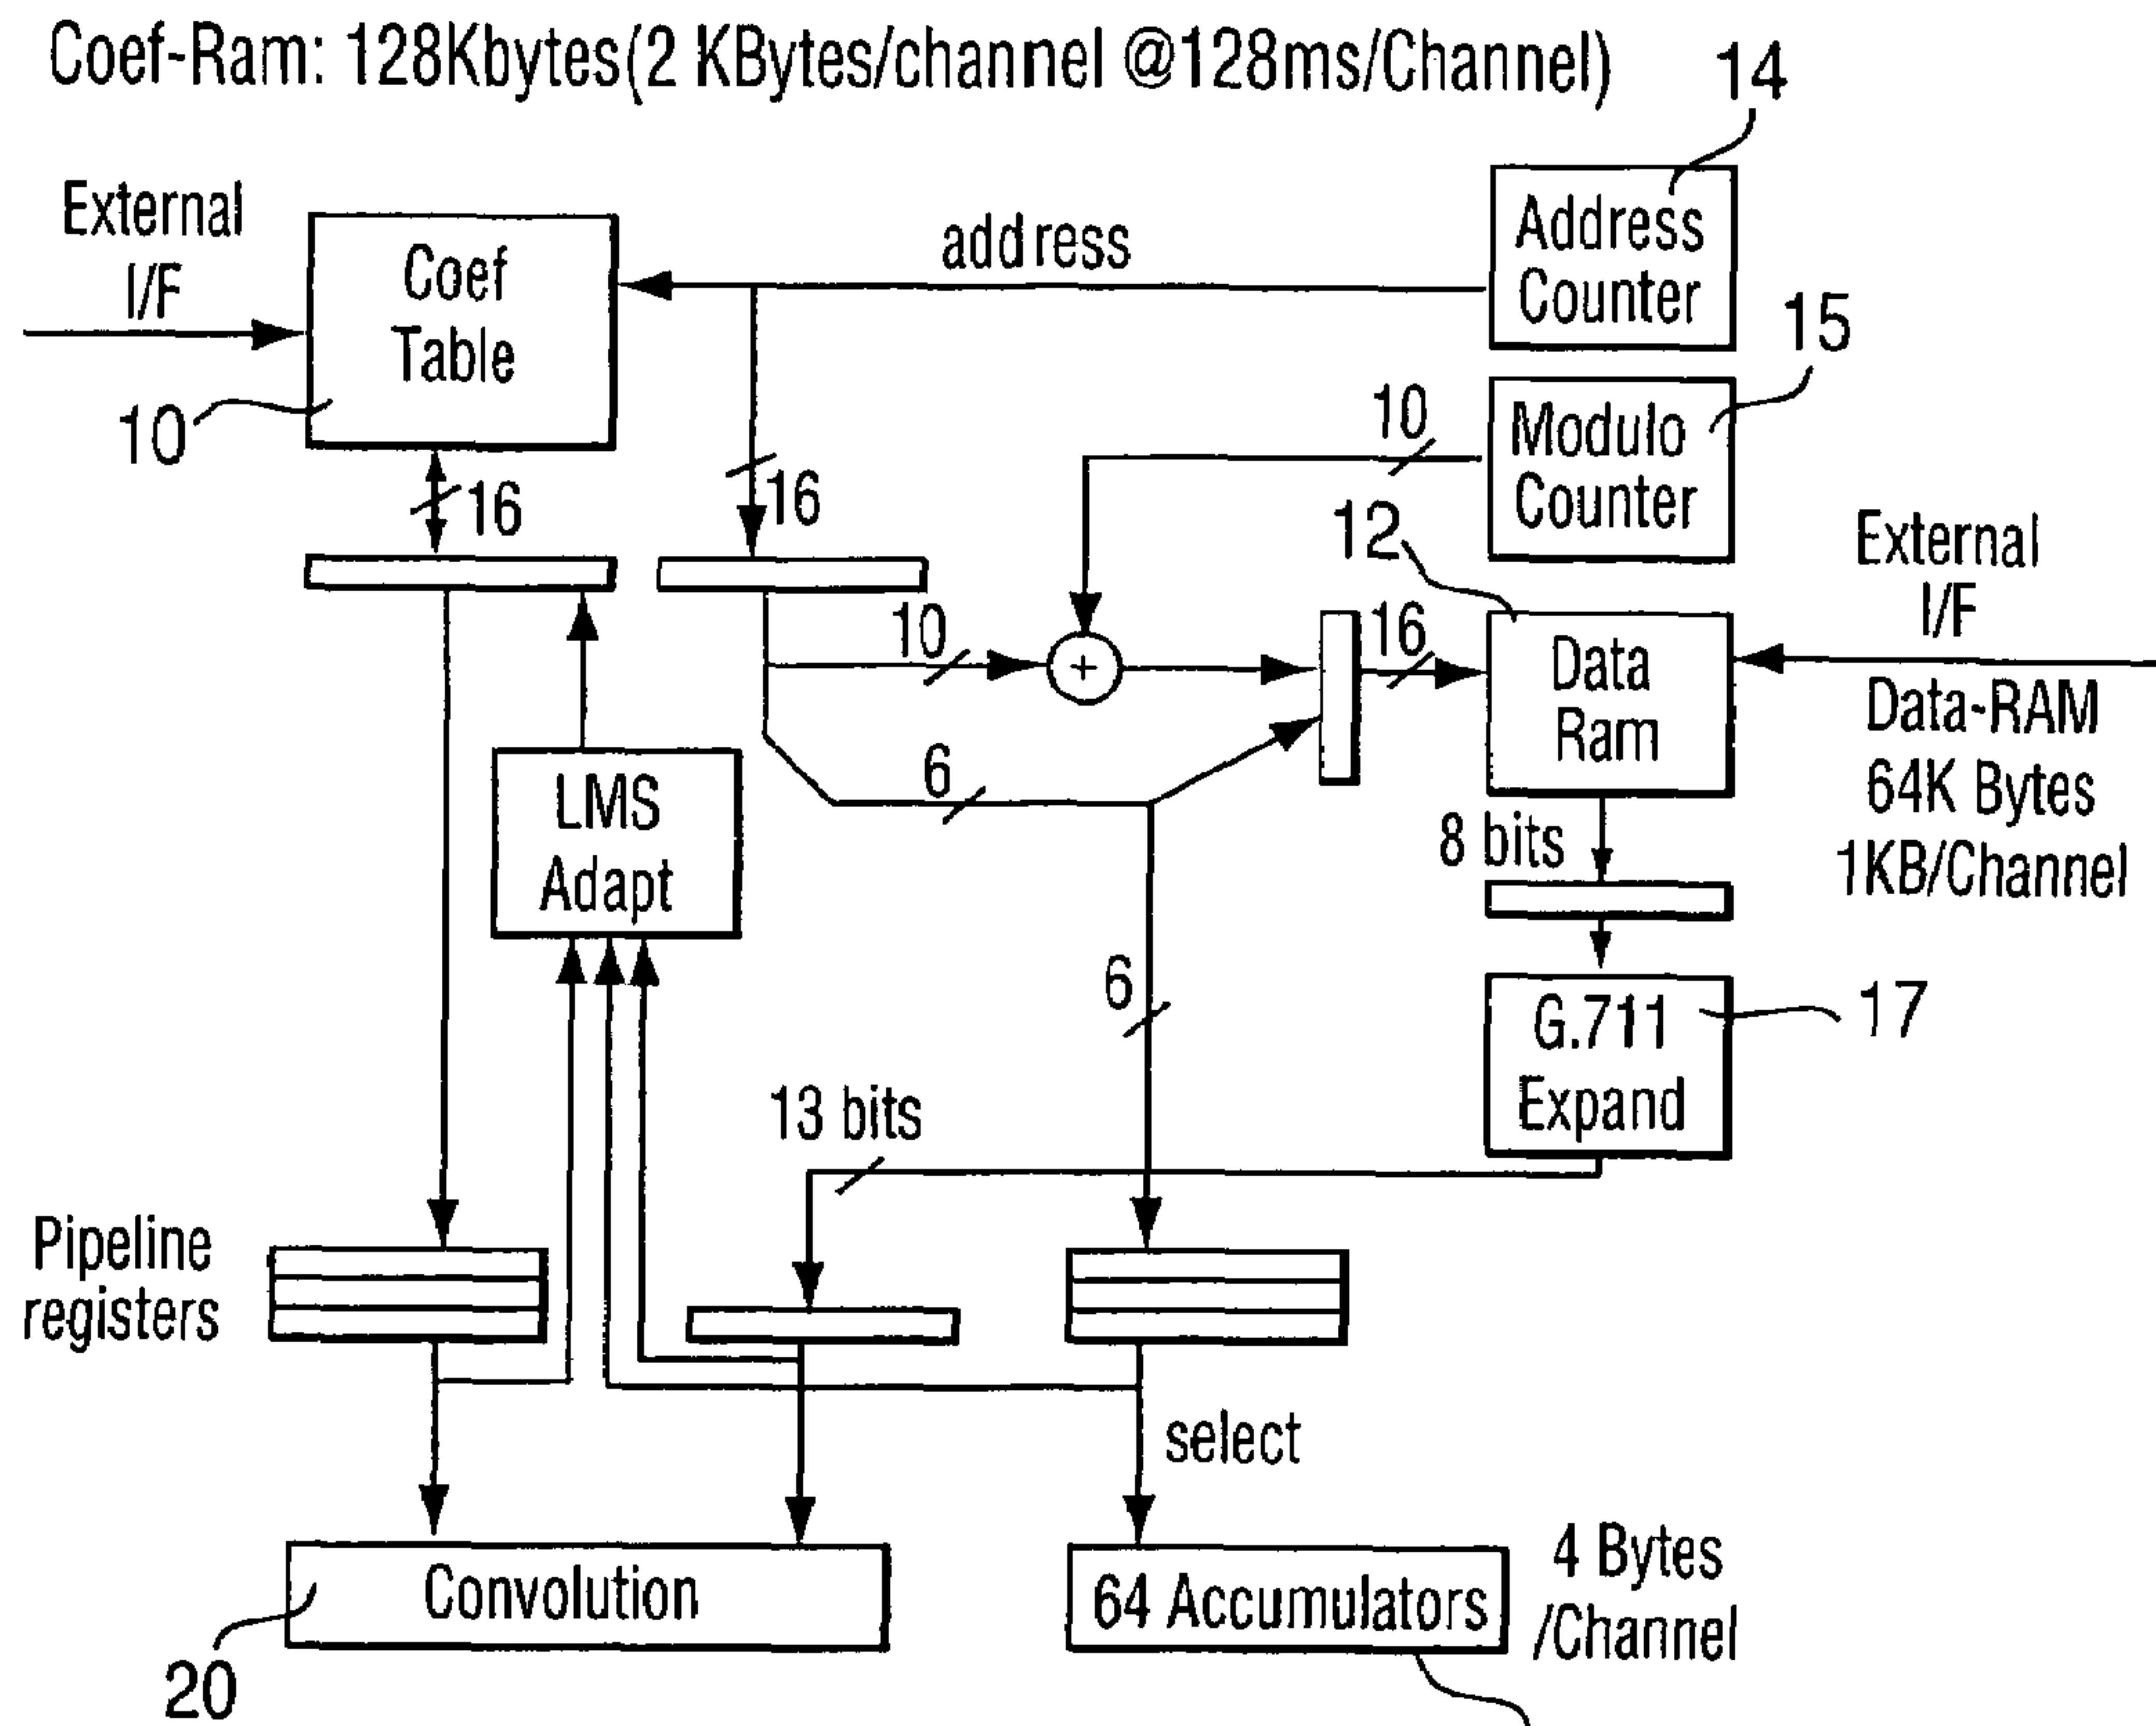 Coef-Ram: 128Kbytes(2 KBytes/channel @128ms/Channel)
14
External
I/F
Coef
Table
address
Address
Counter
15
10
10
Modulo
Counter
16
16
12
External
I/F
10
+
16
Data
Ram
Data-RAM
64K Bytes
1KB/Channel
6
LMS
Adapt
8 bits
6
G.711
Expand
17
13 bits
Pipeline
registers
select
Convolution
64 Accumulators
4 Bytes
/Channel
20